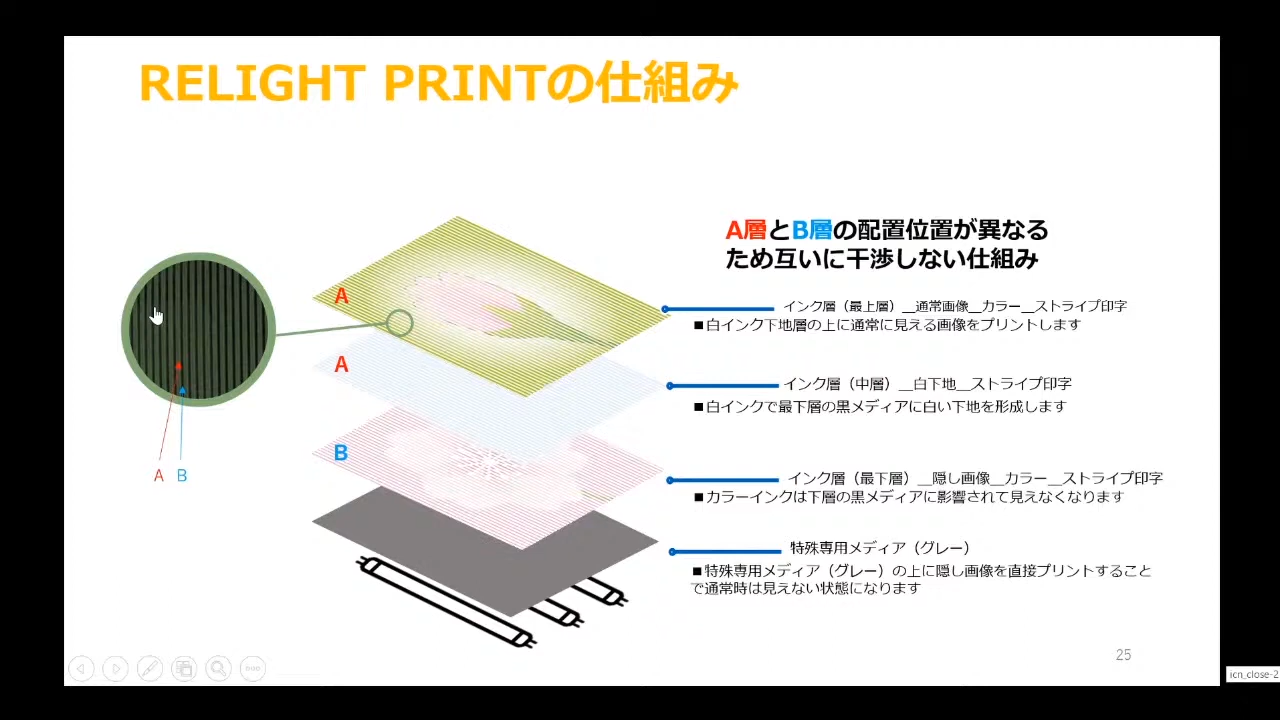 RELIGHT PRINTの仕組み
A層とB層の配置位置が異なる
ため互いに干渉しない仕組み
A
インク層（最上層）__通常画像__カラー__ストライプ印字
■白インク下地層の上に通常に見える画像をプリントします
A
インク層（中層）__白下地__ストライプ印字
■白インクで最下層の黒メディアに白い下地を形成します
B
インク層（最下層）__隠し画像__カラー__ストライプ印字
■カラーインクは下層の黒メディアに影響されて見えなくなります
A B
特殊専用メディア（グレー）
■特殊専用メディア（グレー）の上に隠し画像を直接プリントすること
で通常時は見えない状態になります
25
icn_close-2